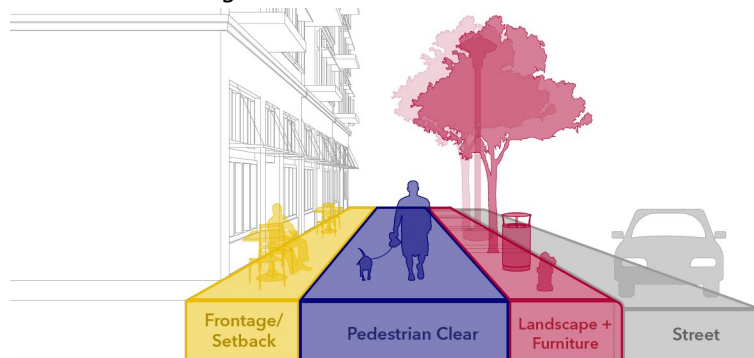 Frontage/
Setback
Pedestrian Clear
Landscape +
Furniture
Street